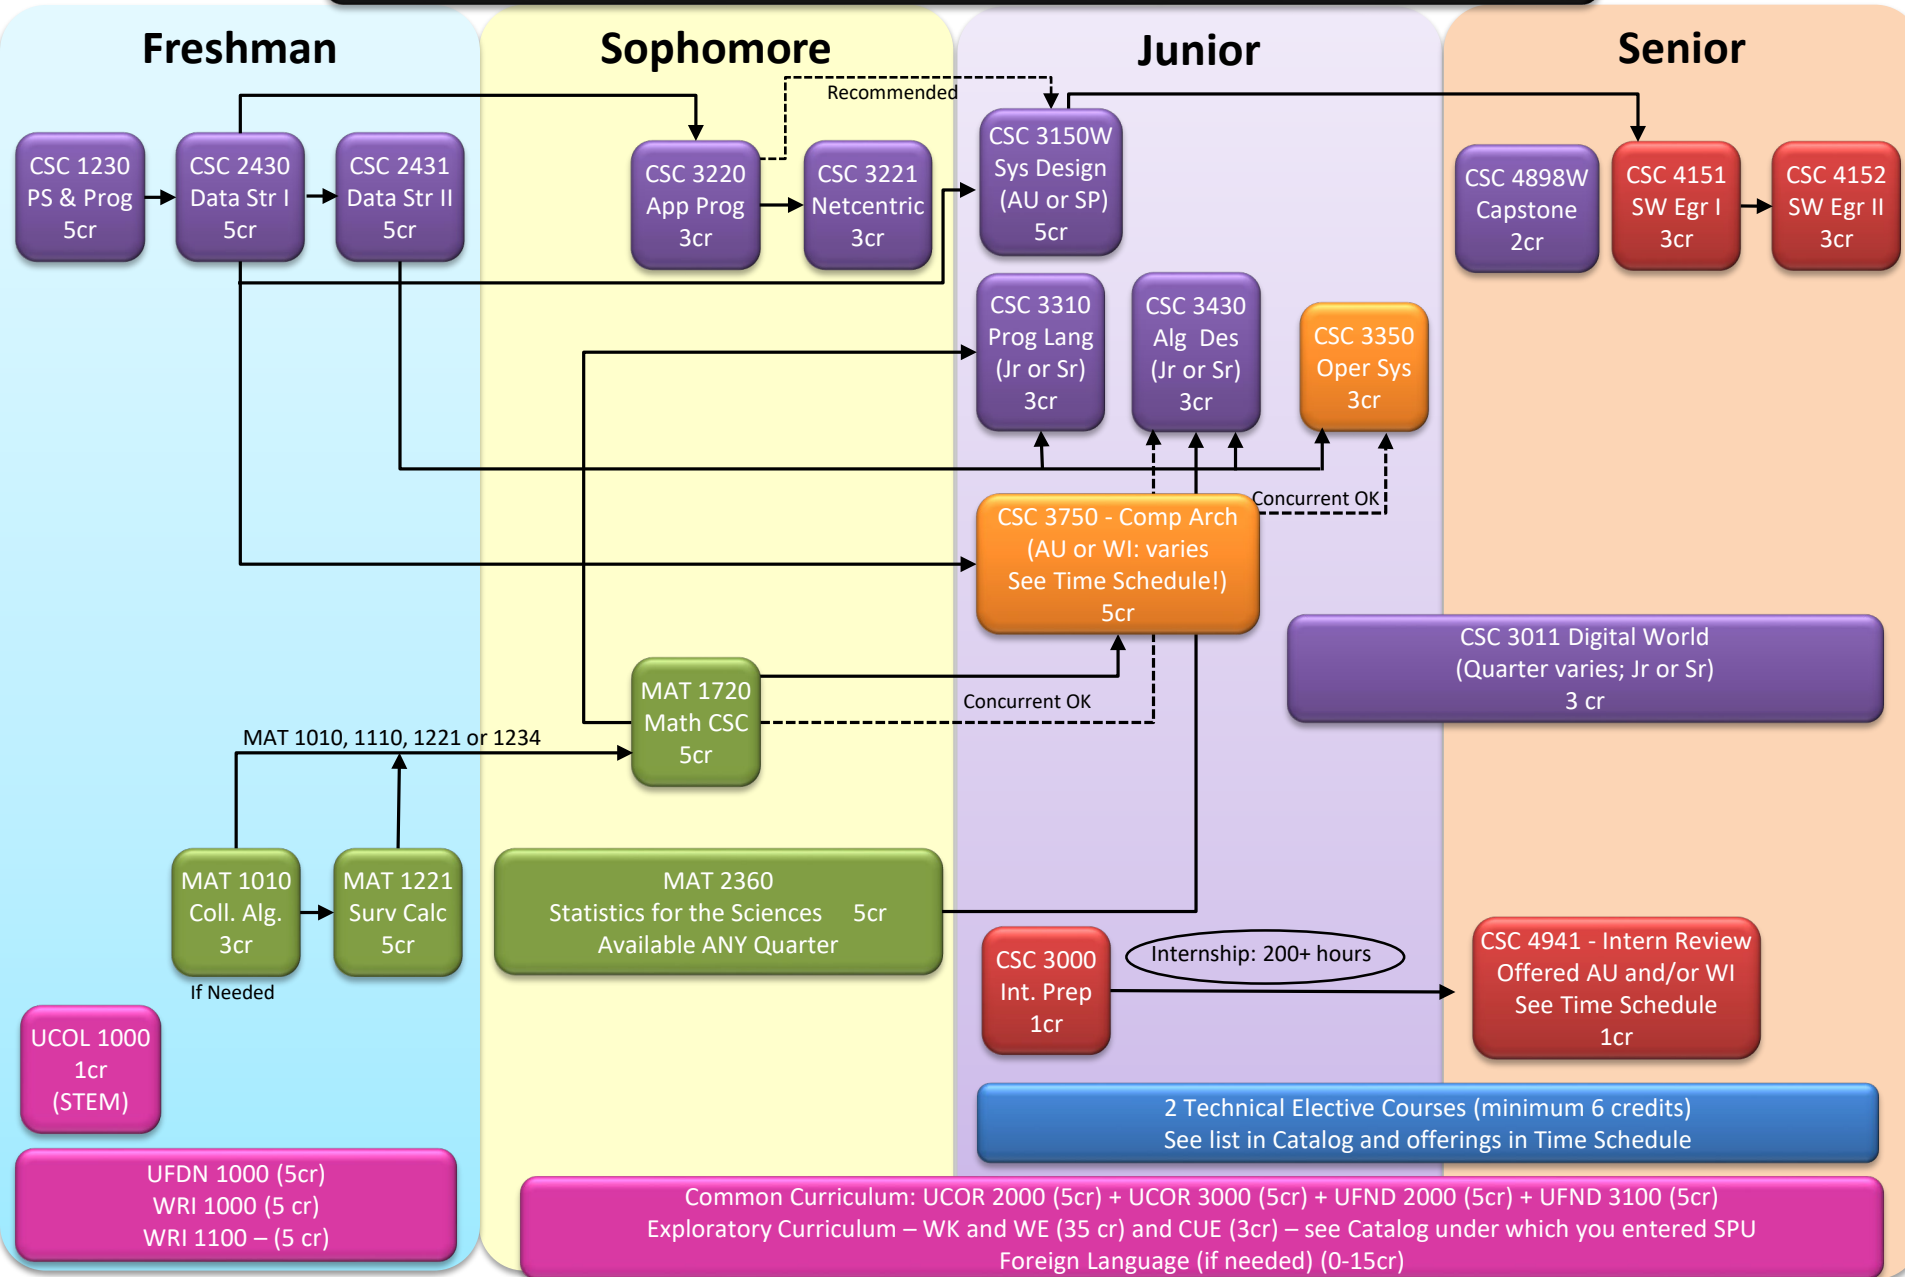 Freshman
Sophomore
Junior
Senior
Recommended
CSC 1230
PS & Prog
5cr
CSC 2430
Data Str I
5cr
CSC 2431
Data Str II
5cr
CSC 3220
App Prog
3cr
CSC 3221
Netcentric
3cr
CSC 3150W
Sys Design
(AU or SP)
5cr
CSC 4898W
Capstone
2cr
CSC 4151
SW Egr I
3cr
CSC 4152
SW Egr II
3cr
CSC 3310
Prog Lang
(Jr or Sr)
3cr
CSC 3430
Alg Des
(Jr or Sr)
3cr
CSC 3350
Oper Sys
3cr
Concurrent OK
CSC 3750 - Comp Arch
(AU or WI: varies
See Time Schedule!)
5cr
CSC 3011 Digital World
(Quarter varies; Jr or Sr)
3 cr
MAT 1720
Math CSC
5cr
Concurrent OK
MAT 1010, 1110, 1221 or 1234
MAT 1010
Coll. Alg.
3cr
If Needed
MAT 1221
Surv Calc
5cr
MAT 2360
Statistics for the Sciences 5cr
Available ANY Quarter
CSC 3000
Int. Prep
1cr
Internship: 200+ hours
CSC 4941 - Intern Review
Offered AU and/or WI
See Time Schedule
1cr
UCOL 1000
1cr
(STEM)
2 Technical Elective Courses (minimum 6 credits)
See list in Catalog and offerings in Time Schedule
UFDN 1000 (5cr)
WRI 1000 (5 cr)
WRI 1100 – (5 cr)
Common Curriculum: UCOR 2000 (5cr) + UCOR 3000 (5cr) + UFND 2000 (5cr) + UFND 3100 (5cr)
Exploratory Curriculum – WK and WE (35 cr) and CUE (3cr) – see Catalog under which you entered SPU
Foreign Language (if needed) (0-15cr)